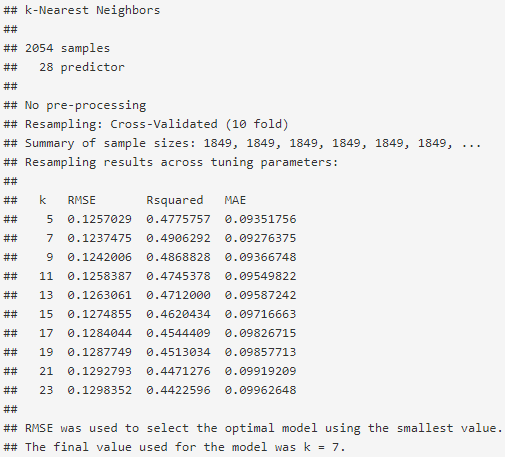 ## k-Nearest Neighbors
##
## 2054 samples
##   28 predictor
##
## No pre-processing
## Resampling: Cross-Validated (10 fold)
## Summary of sample sizes: 1849, 1849, 1849, 1849, 1849, 1849, ...
## Resampling results across tuning parameters:
##
##   k   RMSE       Rsquared   MAE
##    5  0.1257029  0.4775757  0.09351756
##    7  0.1237475  0.4906292  0.09276375
##    9  0.1242006  0.4868828  0.09366748
##   11  0.1258387  0.4745378  0.09549822
##   13  0.1263061  0.4712000  0.09587242
##   15  0.1274855  0.4620434  0.09716663
##   17  0.1284044  0.4544409  0.09826715
##   19  0.1287749  0.4513034  0.09857713
##   21  0.1292793  0.4471276  0.09919209
##   23  0.1298352  0.4422596  0.09962648
##
## RMSE was used to select the optimal model using the smallest value.
## The final value used for the model was k = 7.